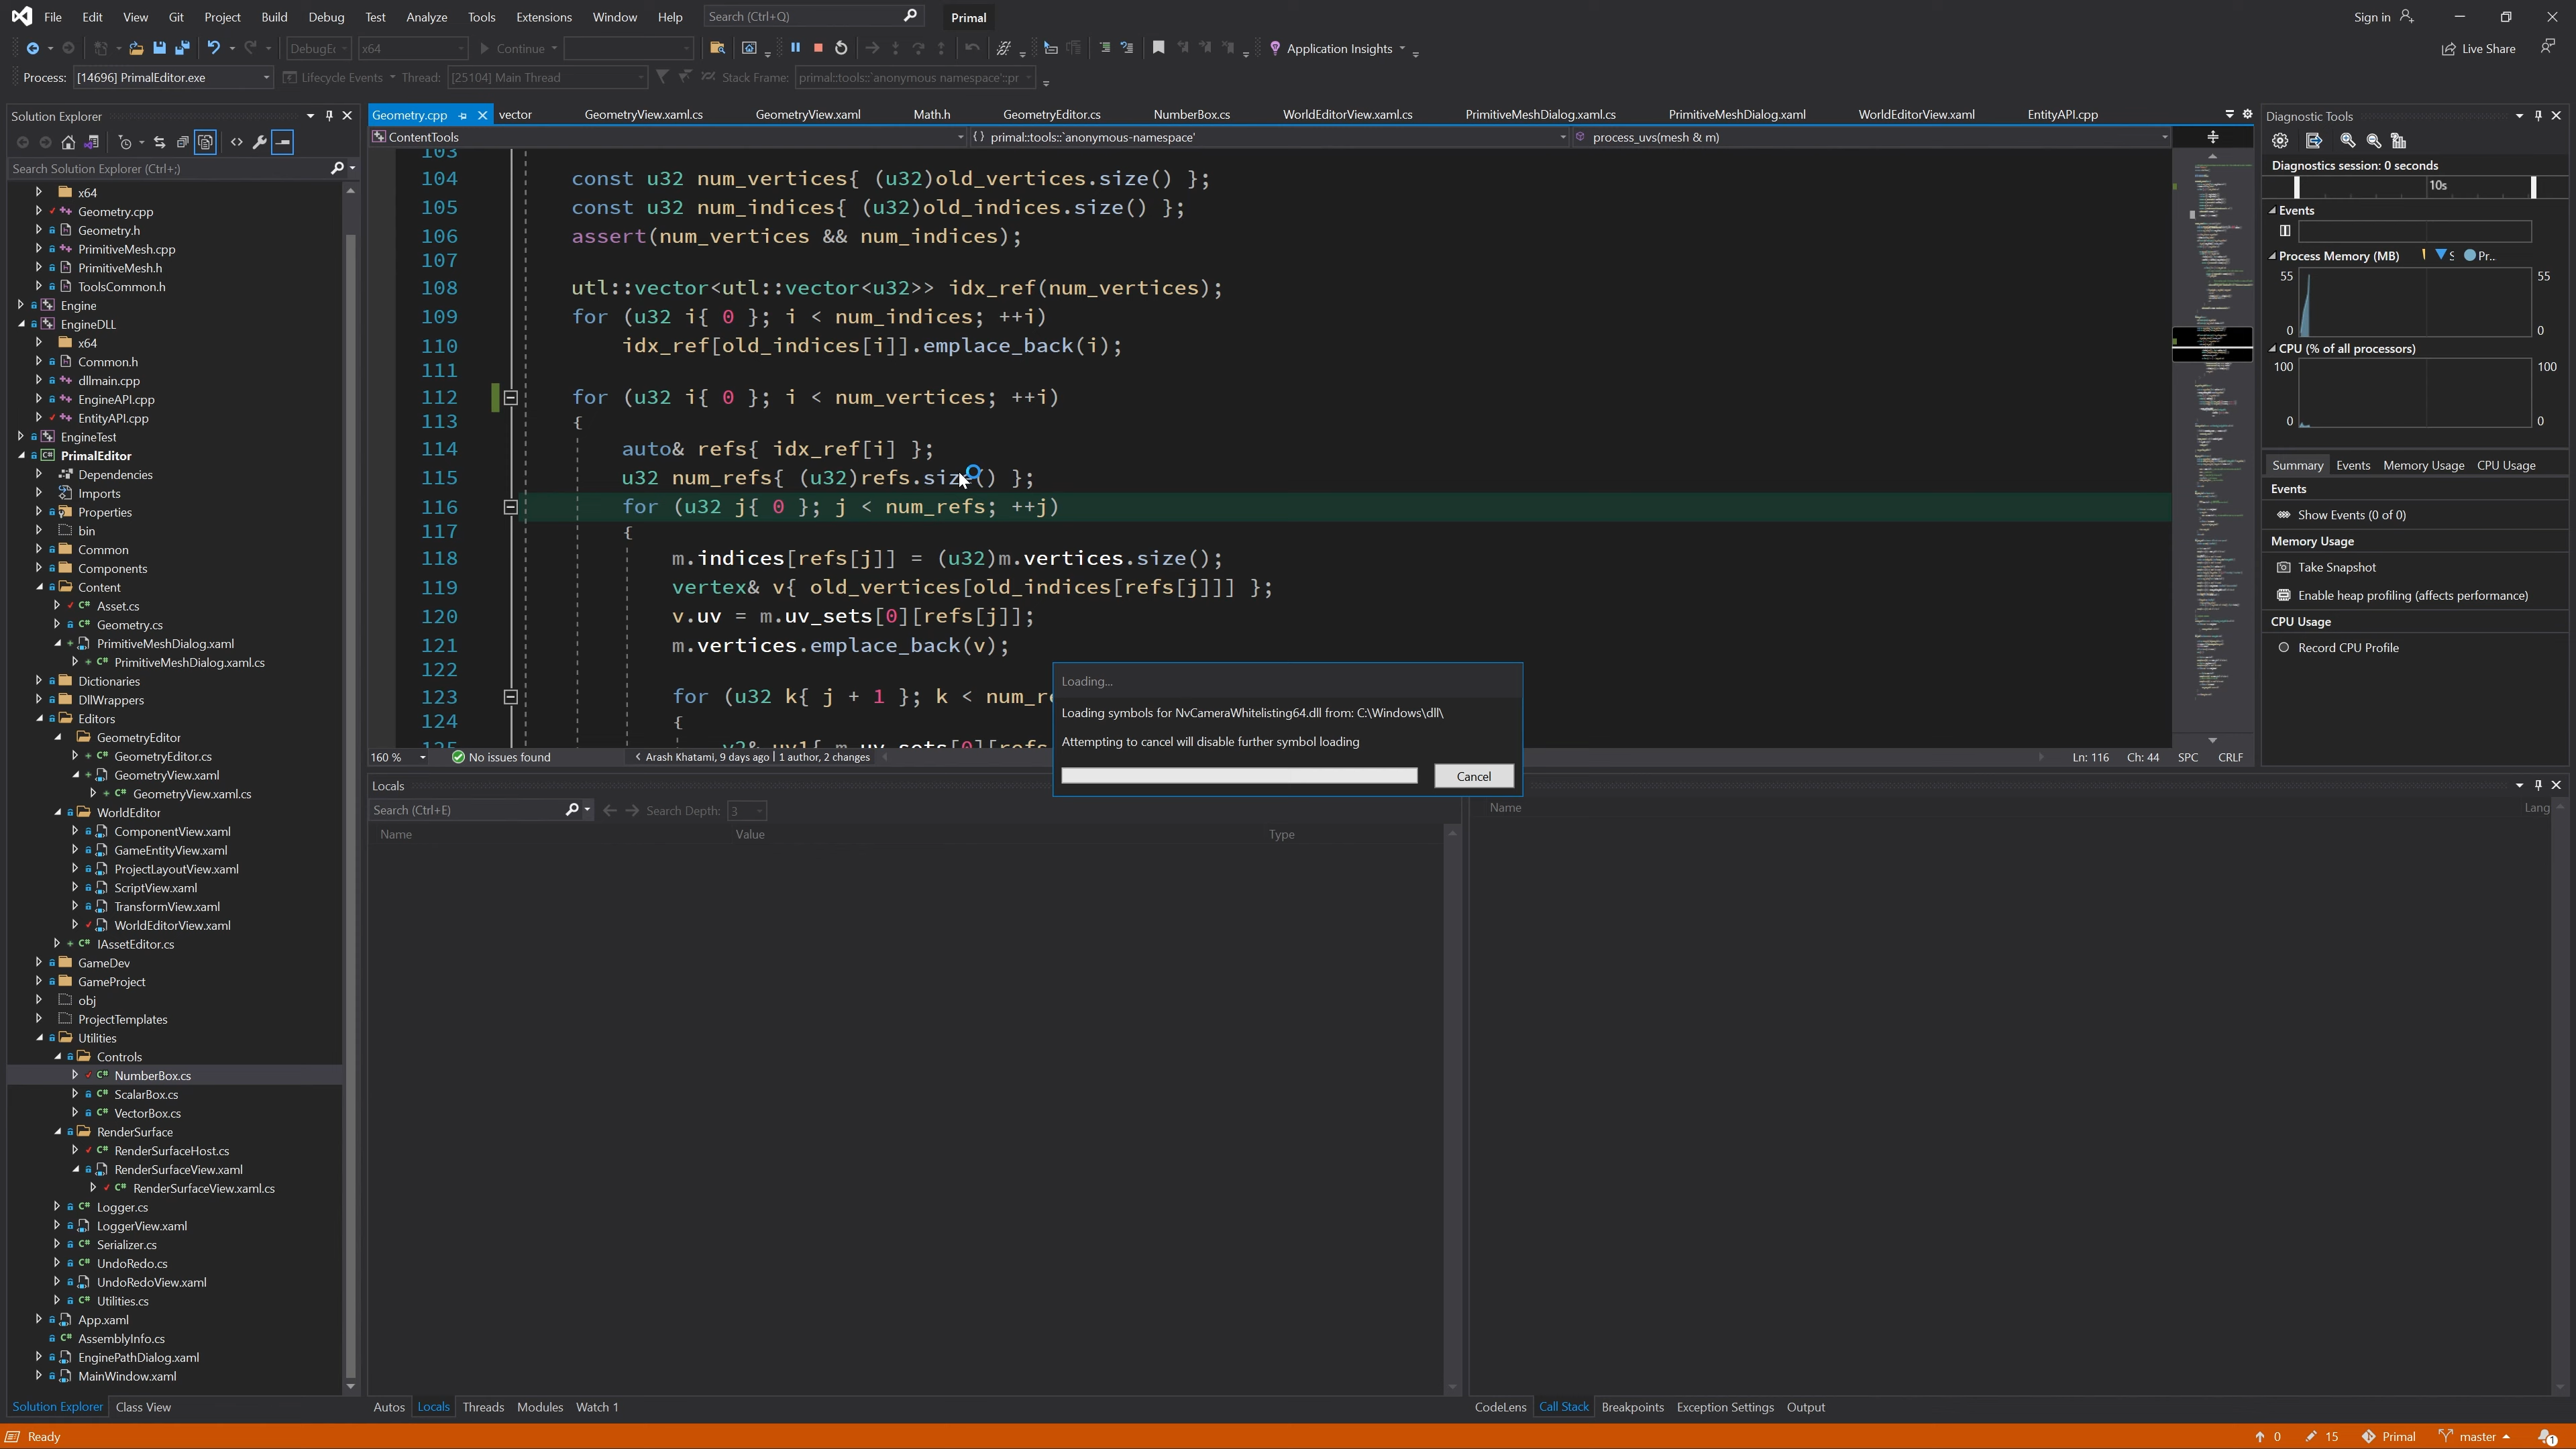 File Edit View Git Project Build Debug Test Analyze Tools Extensions Window Help Search (Ctrl+Q) Primal Sign in
x64 Continue Application Insights Live Share
Process: [14696] PrimalEditor.exe Lifecycle Events Thread: [25104] Main Thread Stack Frame: primal::tools::`anonymous namespace'::pr
Solution Explorer
Search Solution Explorer (Ctrl+;)
x64
Geometry.cpp
Geometry.h
PrimitiveMesh.cpp
PrimitiveMesh.h
ToolsCommon.h
Engine
EngineDLL
x64
Common.h
dllmain.cpp
EngineAPI.cpp
EntityAPI.cpp
EngineTest
PrimalEditor
Dependencies
Imports
Properties
bin
Common
Components
Content
Asset.cs
Geometry.cs
PrimitiveMeshDialog.xaml
PrimitiveMeshDialog.xaml.cs
Dictionaries
DllWrappers
Editors
GeometryEditor
GeometryEditor.cs
GeometryView.xaml
GeometryView.xaml.cs
WorldEditor
ComponentView.xaml
GameEntityView.xaml
ProjectLayoutView.xaml
ScriptView.xaml
TransformView.xaml
WorldEditorView.xaml
IAssetEditor.cs
GameDev
GameProject
obj
ProjectTemplates
Utilities
Controls
NumberBox.cs
ScalarBox.cs
VectorBox.cs
RenderSurface
RenderSurfaceHost.cs
RenderSurfaceView.xaml
RenderSurfaceView.xaml.cs
Logger.cs
LoggerView.xaml
Serializer.cs
UndoRedo.cs
UndoRedoView.xaml
Utilities.cs
App.xaml
AssemblyInfo.cs
EnginePathDialog.xaml
MainWindow.xaml
Solution Explorer Class View
Geometry.cpp vector GeometryView.xaml.cs GeometryView.xaml Math.h GeometryEditor.cs NumberBox.cs WorldEditorView.xaml.cs PrimitiveMeshDialog.xaml.cs PrimitiveMeshDialog.xaml WorldEditorView.xaml EntityAPI.cpp
ContentTools {} primal::tools::`anonymous-namespace' process_uvs(mesh & m)
103
104 const u32 num_vertices{ (u32)old_vertices.size() };
105 const u32 num_indices{ (u32)old_indices.size() };
106 assert(num_vertices && num_indices);
107
108 utl::vector<utl::vector<u32>> idx_ref(num_vertices);
109 for (u32 i{ 0 }; i < num_indices; ++i)
110 idx_ref[old_indices[i]].emplace_back(i);
111
112 for (u32 i{ 0 }; i < num_vertices; ++i)
113 {
114 auto& refs{ idx_ref[i] };
115 u32 num_refs{ (u32)refs.size() };
116 for (u32 j{ 0 }; j < num_refs; ++j)
117 {
118 m.indices[refs[j]] = (u32)m.vertices.size();
119 vertex& v{ old_vertices[old_indices[refs[j]]] };
120 v.uv = m.uv_sets[0][refs[j]];
121 m.vertices.emplace_back(v);
122
123 for (u32 k{ j + 1 }; k <
124 {
160 % No issues found Arash Khatami, 9 days ago | 1 author, 2 changes Ln: 116 Ch: 44 SPC CRLF
Loading...
Loading symbols for NvCameraWhitelisting64.dll from: C:\Windows\dll\
Attempting to cancel will disable further symbol loading
Cancel
Locals
Search (Ctrl+E) Search Depth: 3
Name Value Type
Autos Locals Threads Modules Watch 1
Name Lang
CodeLens Call Stack Breakpoints Exception Settings Output
Diagnostic Tools
Diagnostics session: 0 seconds
10s
Events
Process Memory (MB) S Pr..
55 55
0 0
CPU (% of all processors)
100 100
0 0
Summary Events Memory Usage CPU Usage
Events
Show Events (0 of 0)
Memory Usage
Take Snapshot
Enable heap profiling (affects performance)
CPU Usage
Record CPU Profile
Ready 0 15 Primal master 1